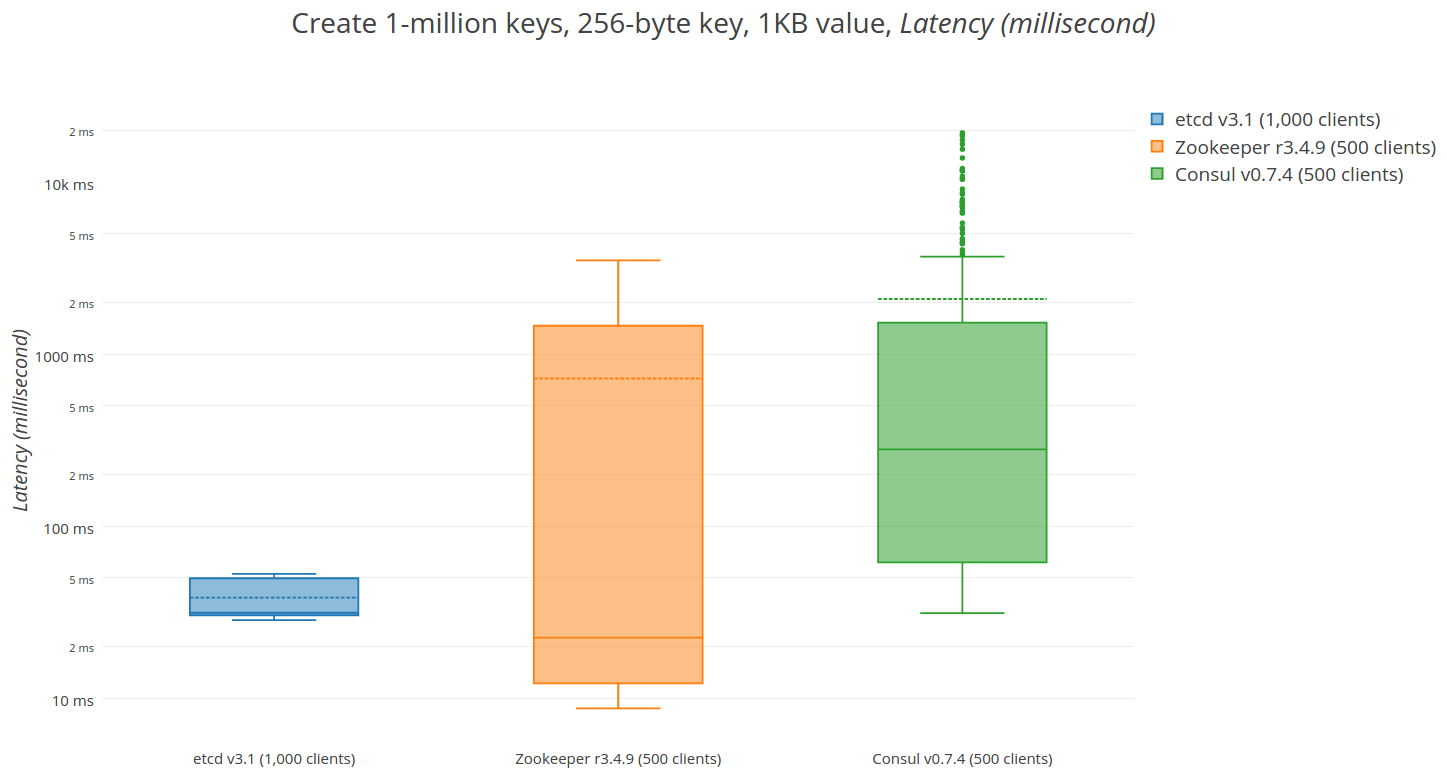 Create 1-million keys, 256-byte key, 1KB value, Latency (millisecond)
etcd v3.1 (1,000 clients)
Zookeeper r3.4.9 (500 clients)
Consul v0.7.4 (500 clients)
Latency (millisecond)
2 ms
10k ms
5 ms
2 ms
1000 ms
5 ms
2 ms
100 ms
5 ms
2 ms
10 ms
etcd v3.1 (1,000 clients)
Zookeeper r3.4.9 (500 clients)
Consul v0.7.4 (500 clients)